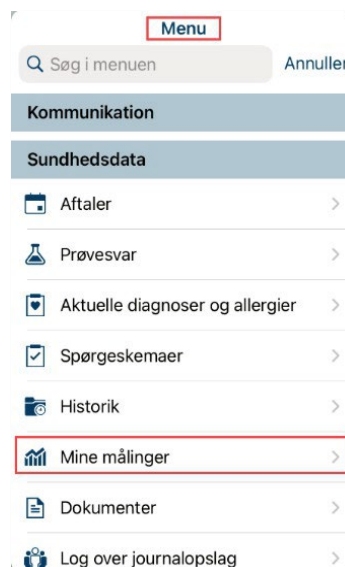 Menu
Søg i menuen
Annuller
Kommunikation
Sundhedsdata
Aftaler
Prøvesvar
Aktuelle diagnoser og allergier
Spørgeskemaer
Historik
Mine målinger
Dokumenter
Log over journalopslag